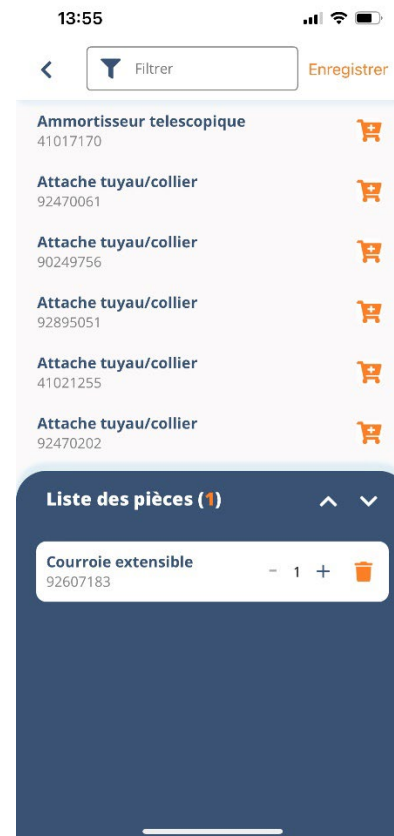 13:55
Filtrer
Enregistrer
Ammortisseur telescopique
41017170
Attache tuyau/collier
92470061
Attache tuyau/collier
90249756
Attache tuyau/collier
92895051
Attache tuyau/collier
41021255
Attache tuyau/collier
92470202
Liste des pièces (1)
Courroie extensible
92607183
- 1 +